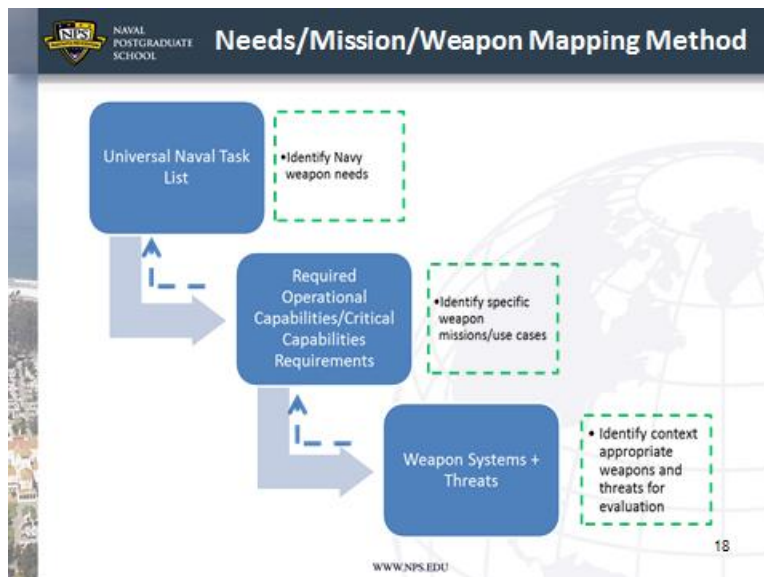 NAVAL
POSTGRADUATE
SCHOOL
Needs/Mission/Weapon Mapping Method
Universal Naval Task
List
•Identify Navy
weapon needs
Required
Operational
Capabilities/Critical
Capabilities
Requirements
•Identify specific
weapon
missions/use cases
Weapon Systems +
Threats
• Identify context
appropriate
weapons and
threats for
evaluation
18
WWW.NPS.EDU